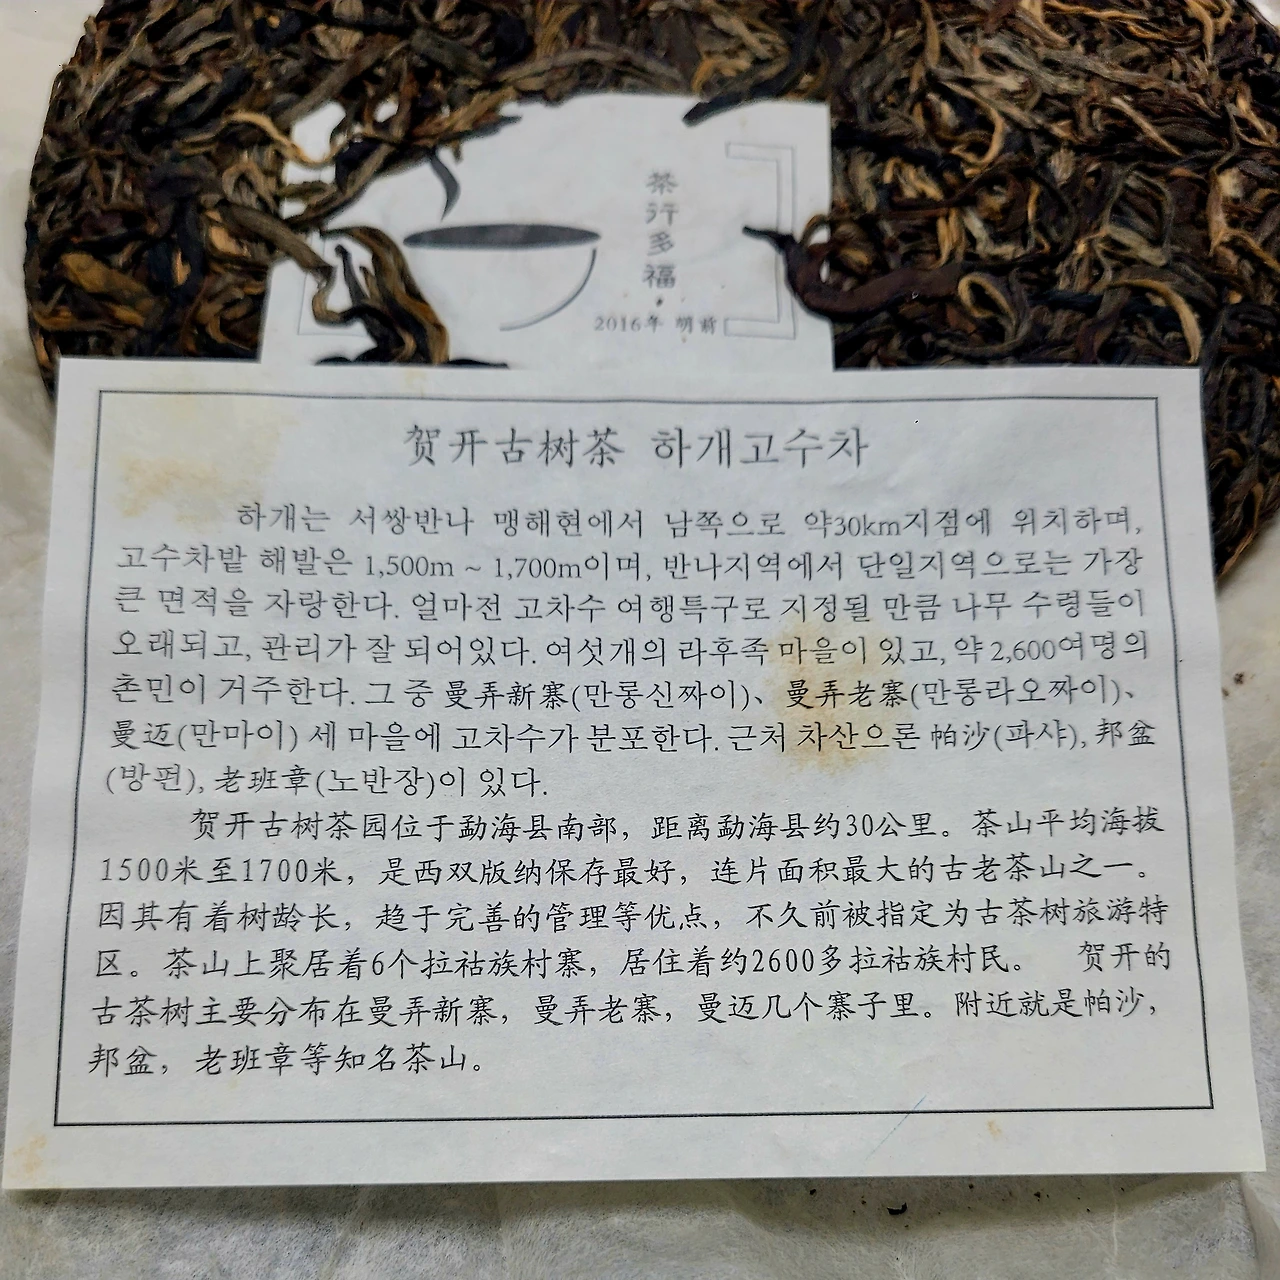 茶行多福
2016年 明前
贺开古树茶 하개고수차
하개는 서쌍반나 맹해현에서 남쪽으로 약30km지점에 위치하며,
고수차밭 해발은 1,500m ~ 1,700m이며, 반나지역에서 단일지역으로는 가장
큰 면적을 자랑한다. 얼마전 고차수 여행특구로 지정될 만큼 나무 수령들이
오래되고, 관리가 잘 되어있다. 여섯개의 라후족 마을이 있고, 약 2,600여명의
촌민이 거주한다. 그 중 曼弄新寨(만롱신짜이)、曼弄老寨(만롱라오짜이)、
曼迈(만마이) 세 마을에 고차수가 분포한다. 근처 차산으론 帕沙(파샤), 邦盆
(방펀), 老班章(노반장)이 있다.
贺开古树茶园位于勐海县南部，距离勐海县约30公里。茶山平均海拔
1500米至1700米，是西双版纳保存最好，连片面积最大的古老茶山之一。
因其有着树龄长，趋于完善的管理等优点，不久前被指定为古茶树旅游特
区。茶山上聚居着6个拉祜族村寨，居住着约2600多拉祜族村民。 贺开的
古茶树主要分布在曼弄新寨，曼弄老寨，曼迈几个寨子里。附近就是帕沙，
邦盆，老班章等知名茶山。